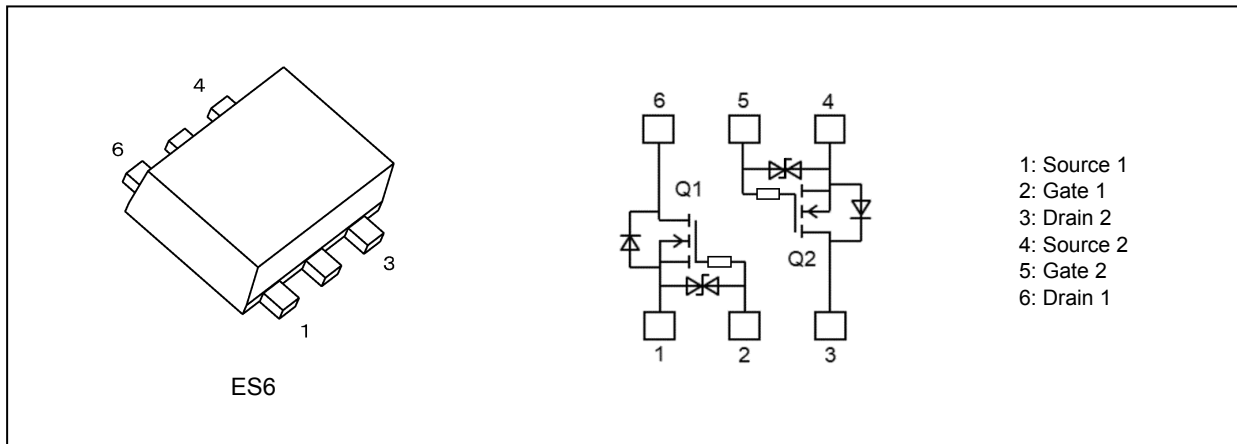 4
6
3
1
ES6
6 5 4
Q1
Q2
1 2 3
1: Source 1
2: Gate 1
3: Drain 2
4: Source 2
5: Gate 2
6: Drain 1